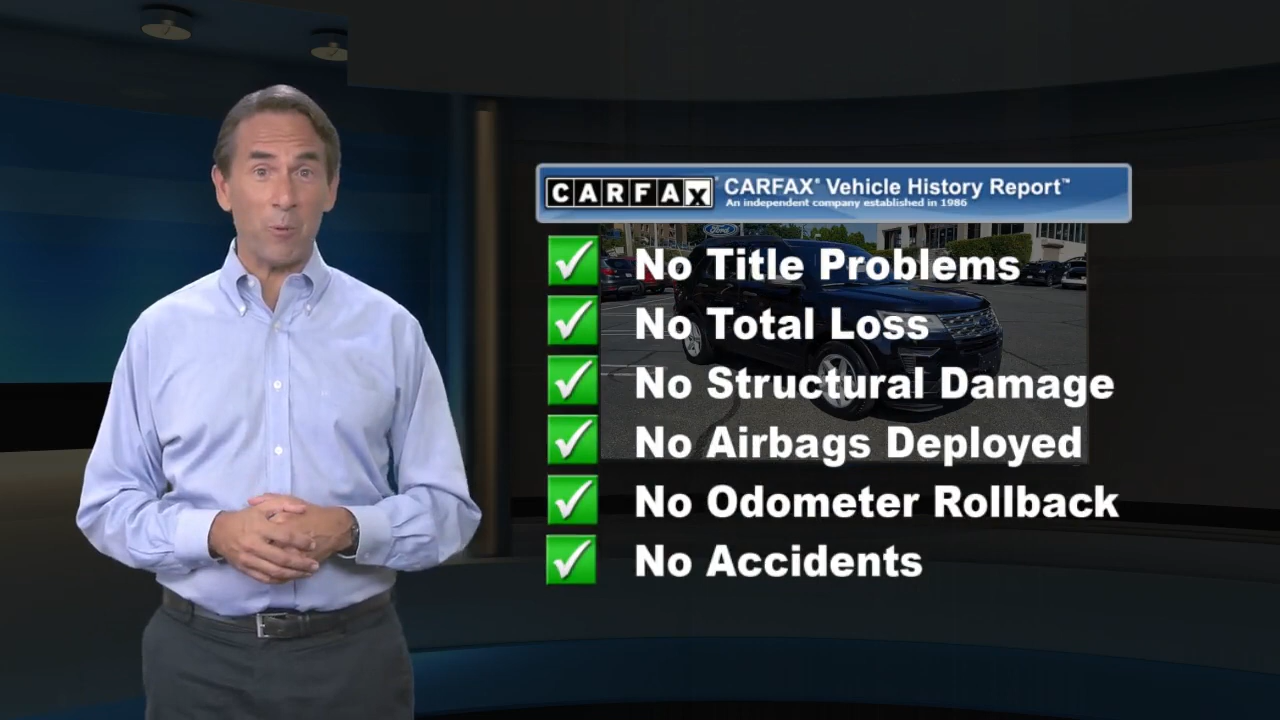 CARFAX
CARFAX® Vehicle History Report™
An independent company established in 1986
Ford
No Title Problems
No Total Loss
No Structural Damage
No Airbags Deployed
No Odometer Rollback
No Accidents